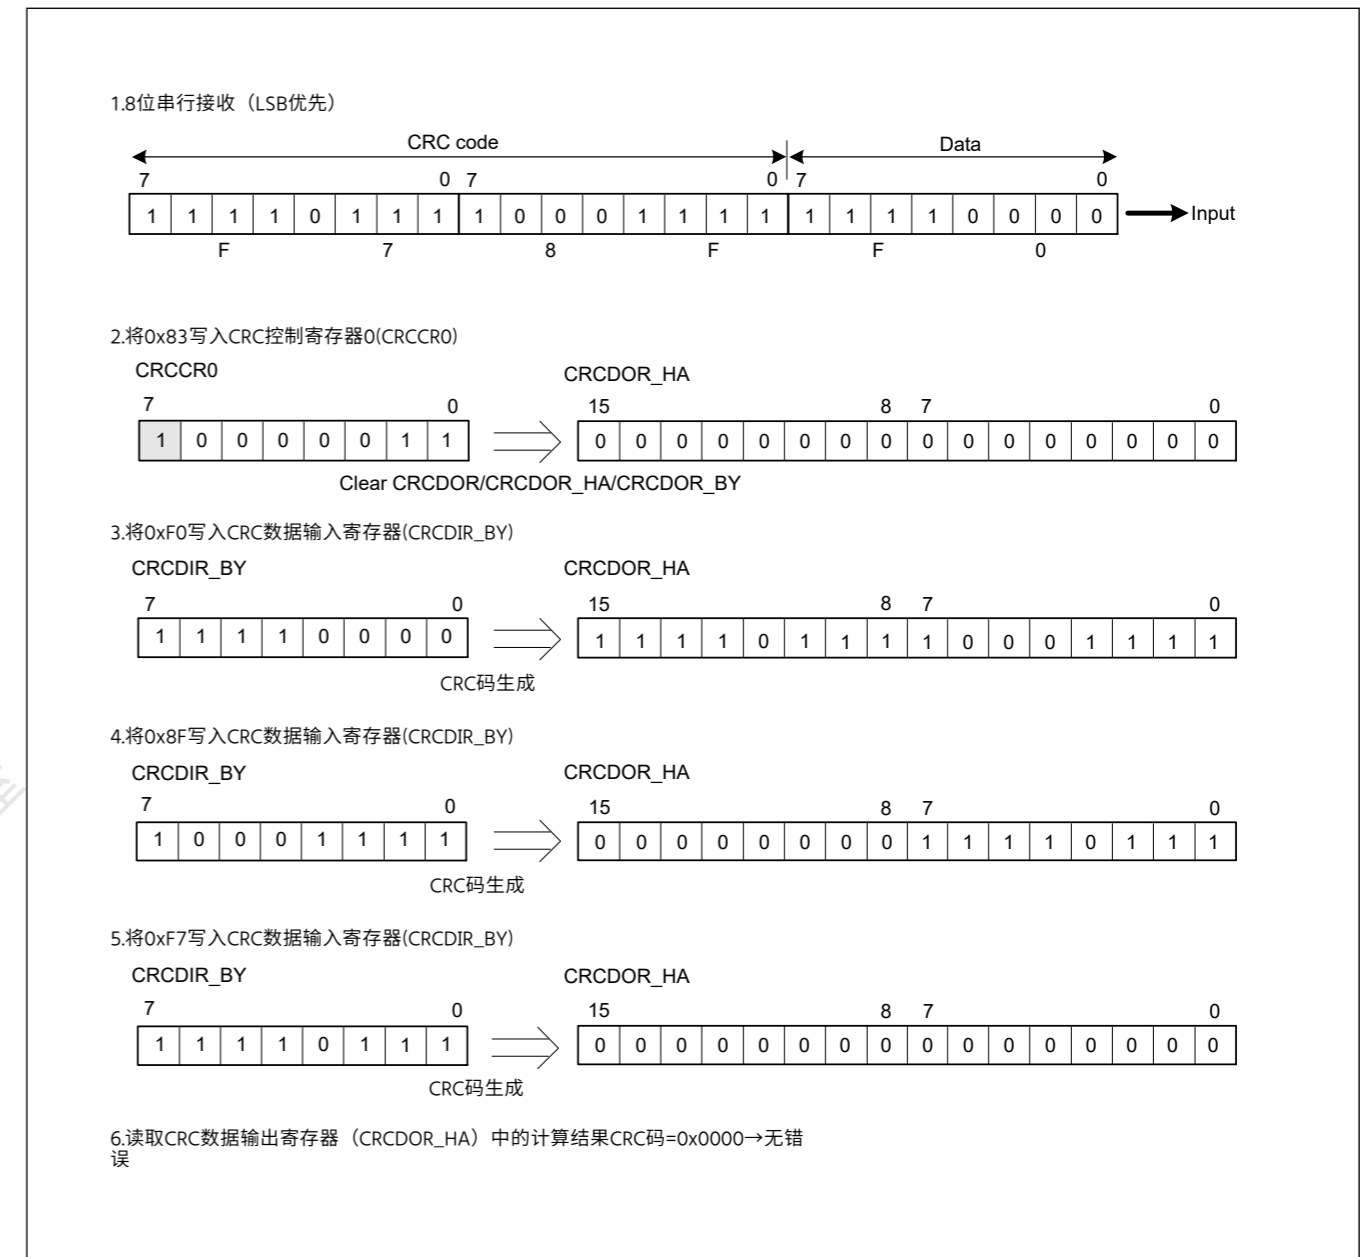 1.8位串行接收（LSB优先）
CRC code Data
7 0 7 0 7 0
1 1 1 1 0 1 1 1 1 0 0 0 1 1 1 1 1 1 1 1 0 0 0 0 Input
F 7 8 F F 0
2.将0x83写入CRC控制寄存器0(CRCCR0)
CRCCR0 CRCDOR_HA
7 0 15 8 7 0
1 0 0 0 0 0 1 1 0 0 0 0 0 0 0 0 0 0 0 0 0 0 0 0
Clear CRCDOR/CRCDOR_HA/CRCDOR_BY
3.将0xF0写入CRC数据输入寄存器(CRCDIR_BY)
CRCDIR_BY CRCDOR_HA
7 0 15 8 7 0
1 1 1 1 0 0 0 0 1 1 1 1 0 1 1 1 1 0 0 0 1 1 1 1
CRC码生成
4.将0x8F写入CRC数据输入寄存器(CRCDIR_BY)
CRCDIR_BY CRCDOR_HA
7 0 15 8 7 0
1 0 0 0 1 1 1 1 0 0 0 0 0 0 0 0 1 1 1 1 0 1 1 1
CRC码生成
5.将0xF7写入CRC数据输入寄存器(CRCDIR_BY)
CRCDIR_BY CRCDOR_HA
7 0 15 8 7 0
1 1 1 1 0 1 1 1 0 0 0 0 0 0 0 0 0 0 0 0 0 0 0 0
CRC码生成
6.读取CRC数据输出寄存器（CRCDOR_HA）中的计算结果CRC码=0x0000→无错
误